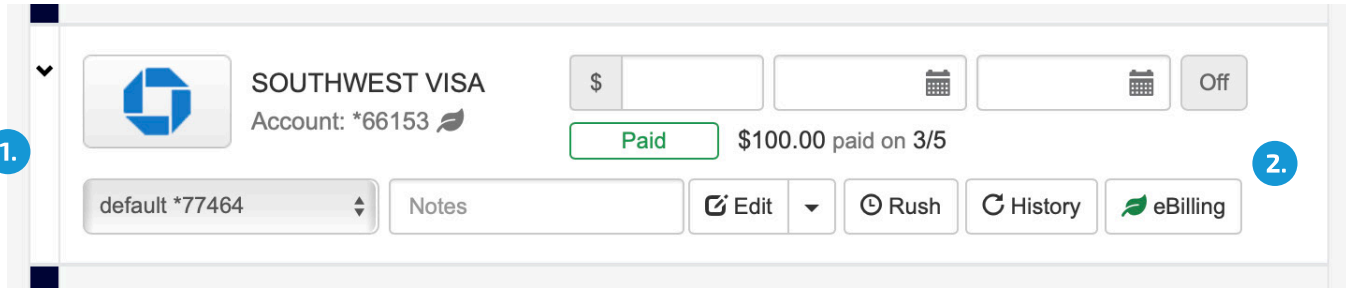 SOUTHWEST VISA
$
Off
Account: *66153
1.
Paid
$100.00 paid on 3/5
2.
default *77464
Notes
Edit
Rush
History
eBilling